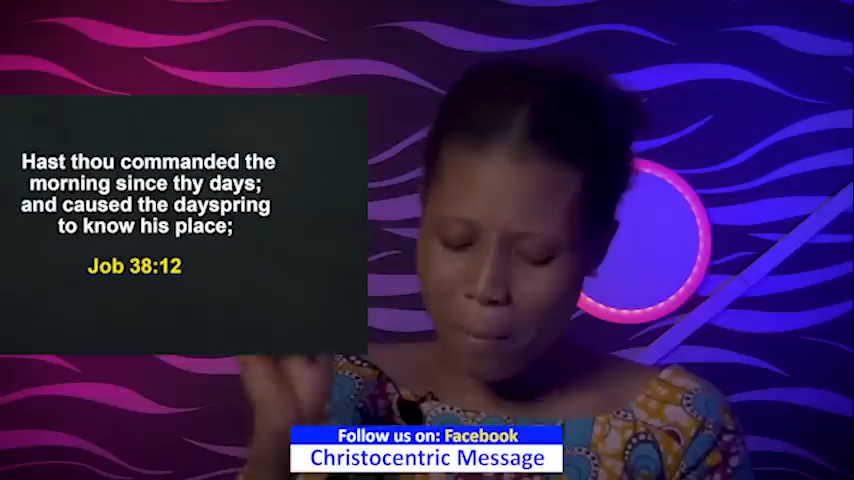 Hast thou commanded the
morning since thy days;
and caused the dayspring
to know his place;
Job 38:12
Follow us on: Facebook
Christocentric Message